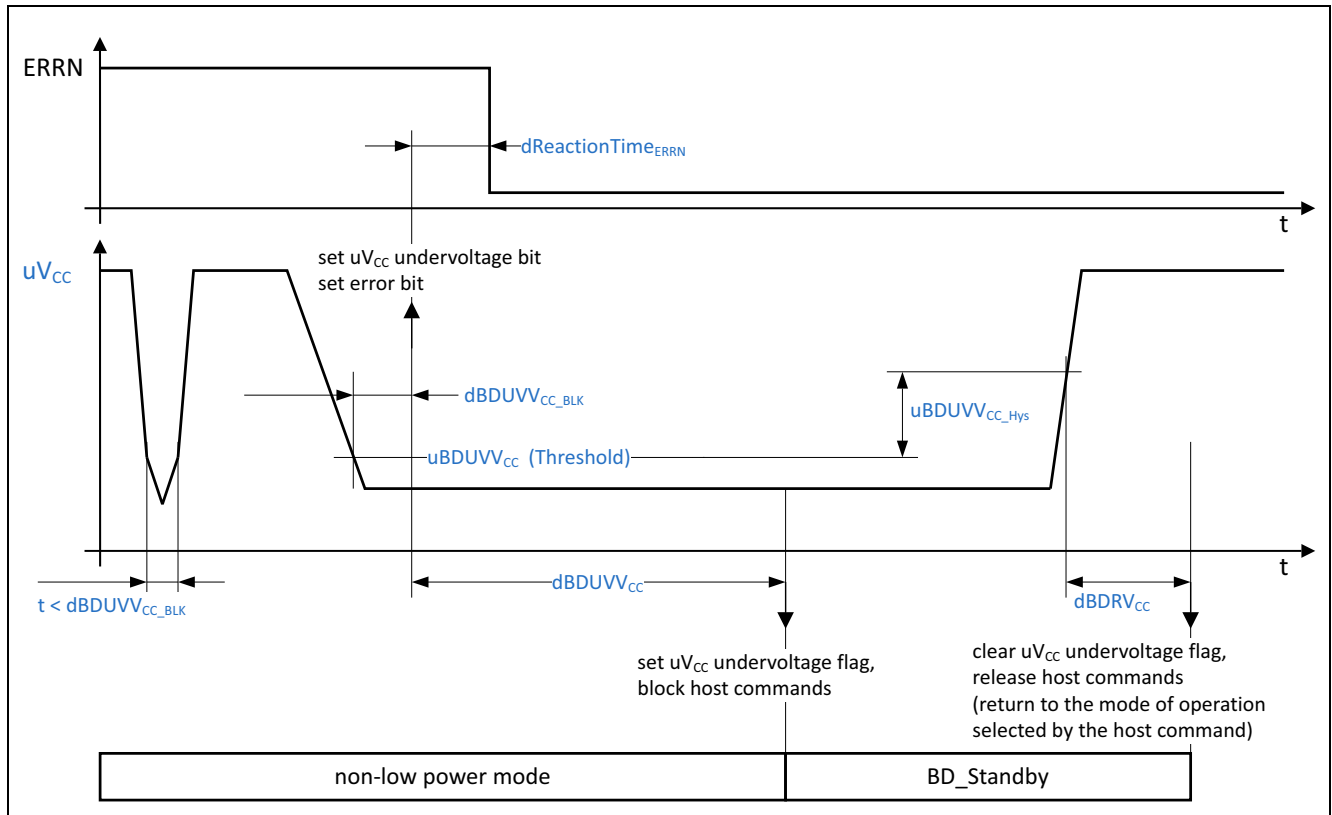 ERRN
dReactionTimeERRN
t
set uVCC undervoltage bit
set error bit
uVCC
dBDUVVCC_BLK
uBDUVVCC_Hys
uBDUVVCC (Threshold)
t
t < dBDUVVCC_BLK
dBDUVVCC
dBDRVCC
set uVCC undervoltage flag,
block host commands
clear uVCC undervoltage flag,
release host commands
(return to the mode of operation
selected by the host command)
non-low power mode
BD_Standby